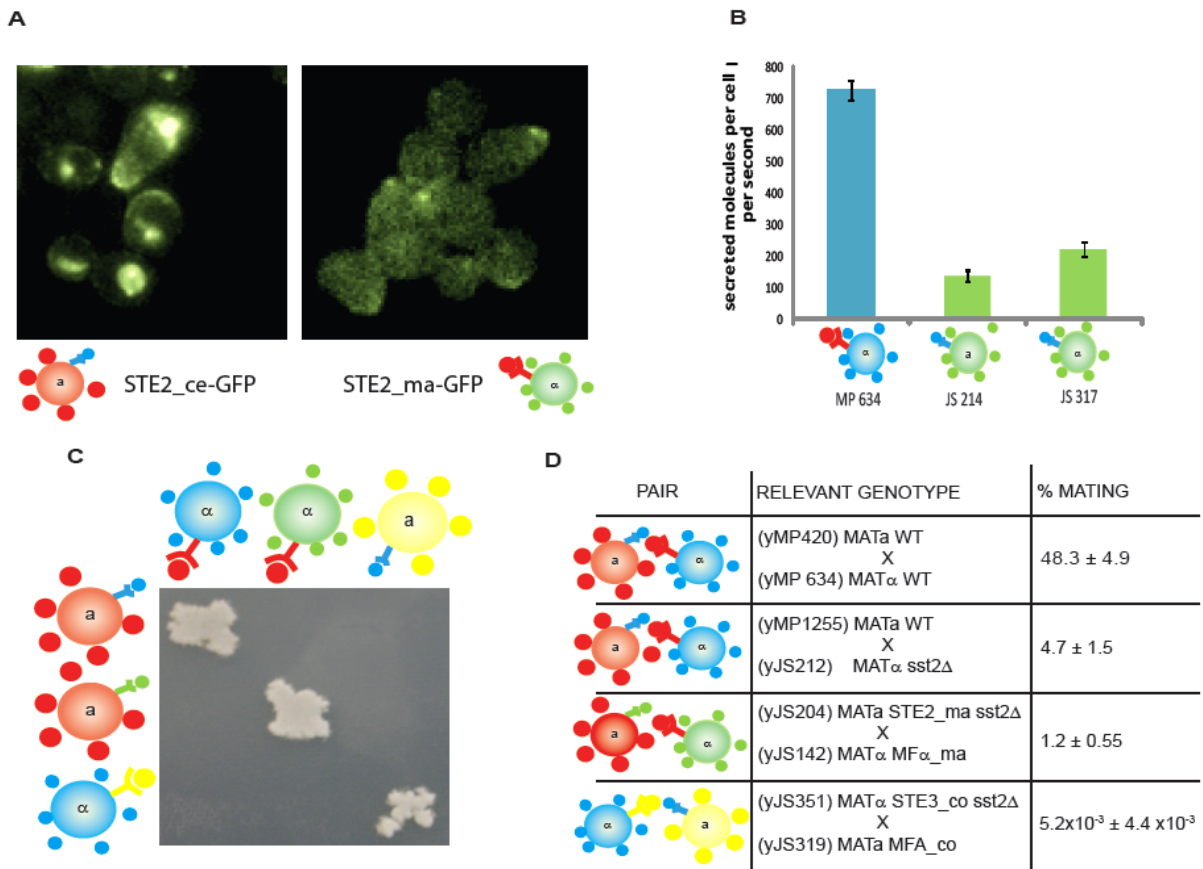 A
STE2_ce-GFP
a
STE2_ma-GFP
α
B
secreted molecules per cell
per second
800
700
600
500
400
300
200
100
0
α
a
α
MP 634
JS 214
JS 317
C
α
α
a
a
a
α
D
PAIR
RELEVANT GENOTYPE
% MATING
a
α
(yMP420) MATa WT
X
(yMP 634) MATα WT
48.3 ± 4.9
a
α
(yMP1255) MATa WT
X
(yJS212) MATα sst2Δ
4.7 ± 1.5
a
α
(yJS204) MATa STE2_ma sst2Δ
X
(yJS142) MATα MFα_ma
1.2 ± 0.55
α
a
(yJS351) MATα STE3_co sst2Δ
X
(yJS319) MATa MFA_co
5.2x10⁻³ ± 4.4 x10⁻³